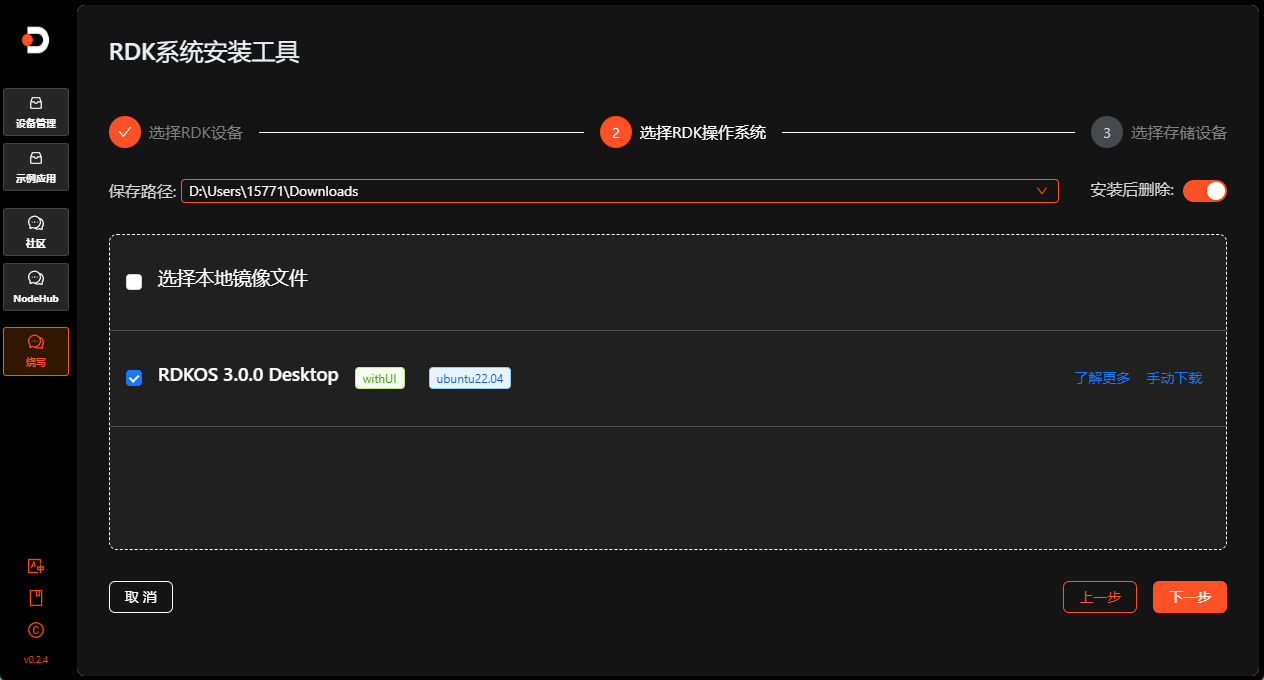 RDK系统安装工具
设备管理
示例应用
社区
NodeHub
烧写
选择RDK设备
2 选择RDK操作系统
3 选择存储设备
保存路径: D:\Users\15771\Downloads
安装后删除:
选择本地镜像文件
RDKOS 3.0.0 Desktop withUI ubuntu22.04 了解更多 手动下载
取 消
上一步
下一步
v0.2.4